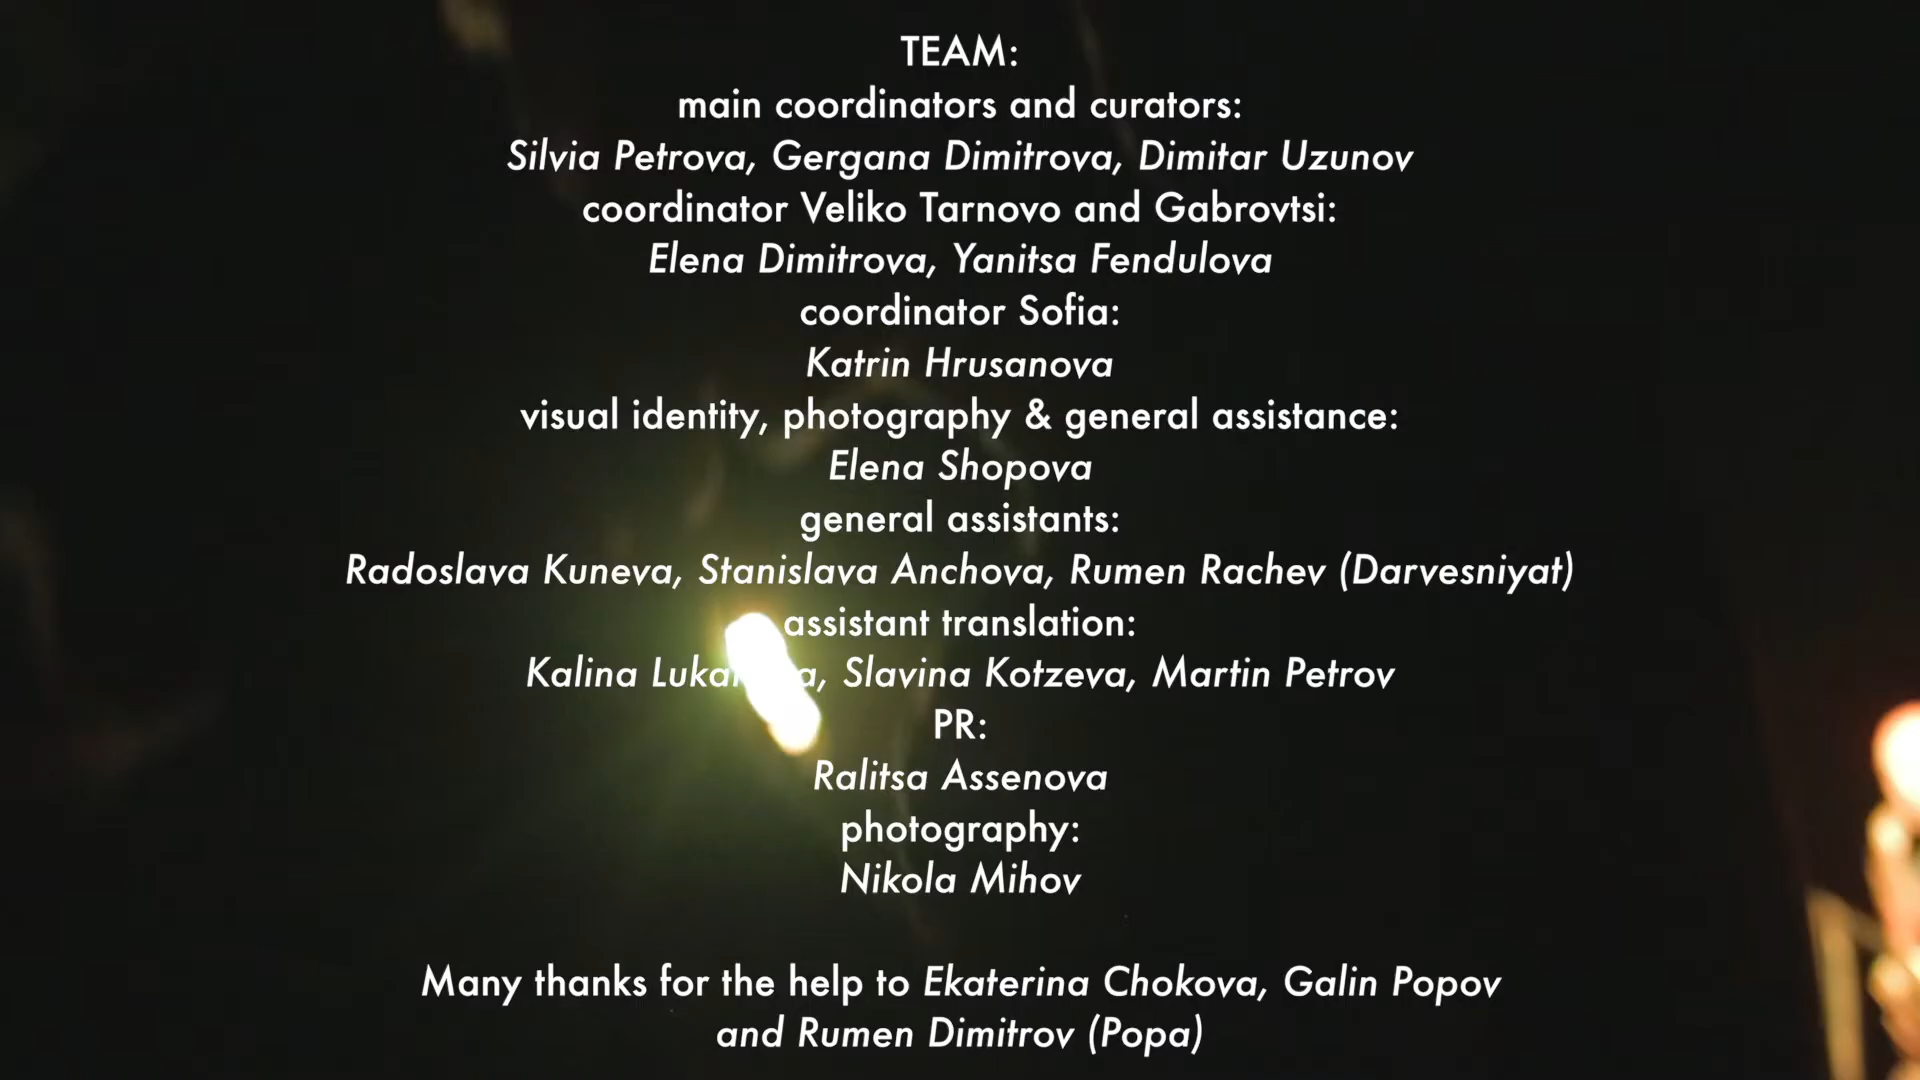 TEAM:
main coordinators and curators:
Silvia Petrova, Gergana Dimitrova, Dimitar Uzunov
coordinator Veliko Tarnovo and Gabrovtsi:
Elena Dimitrova, Yanitsa Fendulova
coordinator Sofia:
Katrin Hrusanova
visual identity, photography & general assistance:
Elena Shopova
general assistants:
Radoslava Kuneva, Stanislava Anchova, Rumen Rachev (Darvesniyat)
assistant translation:
Kalina Slavina Kotzeva, Martin Petrov
PR:
Ralitsa Assenova
photography:
Nikola Mihov
Many thanks for the help to Ekaterina Chokova, Galin Popov
and Rumen Dimitrov (Popa)